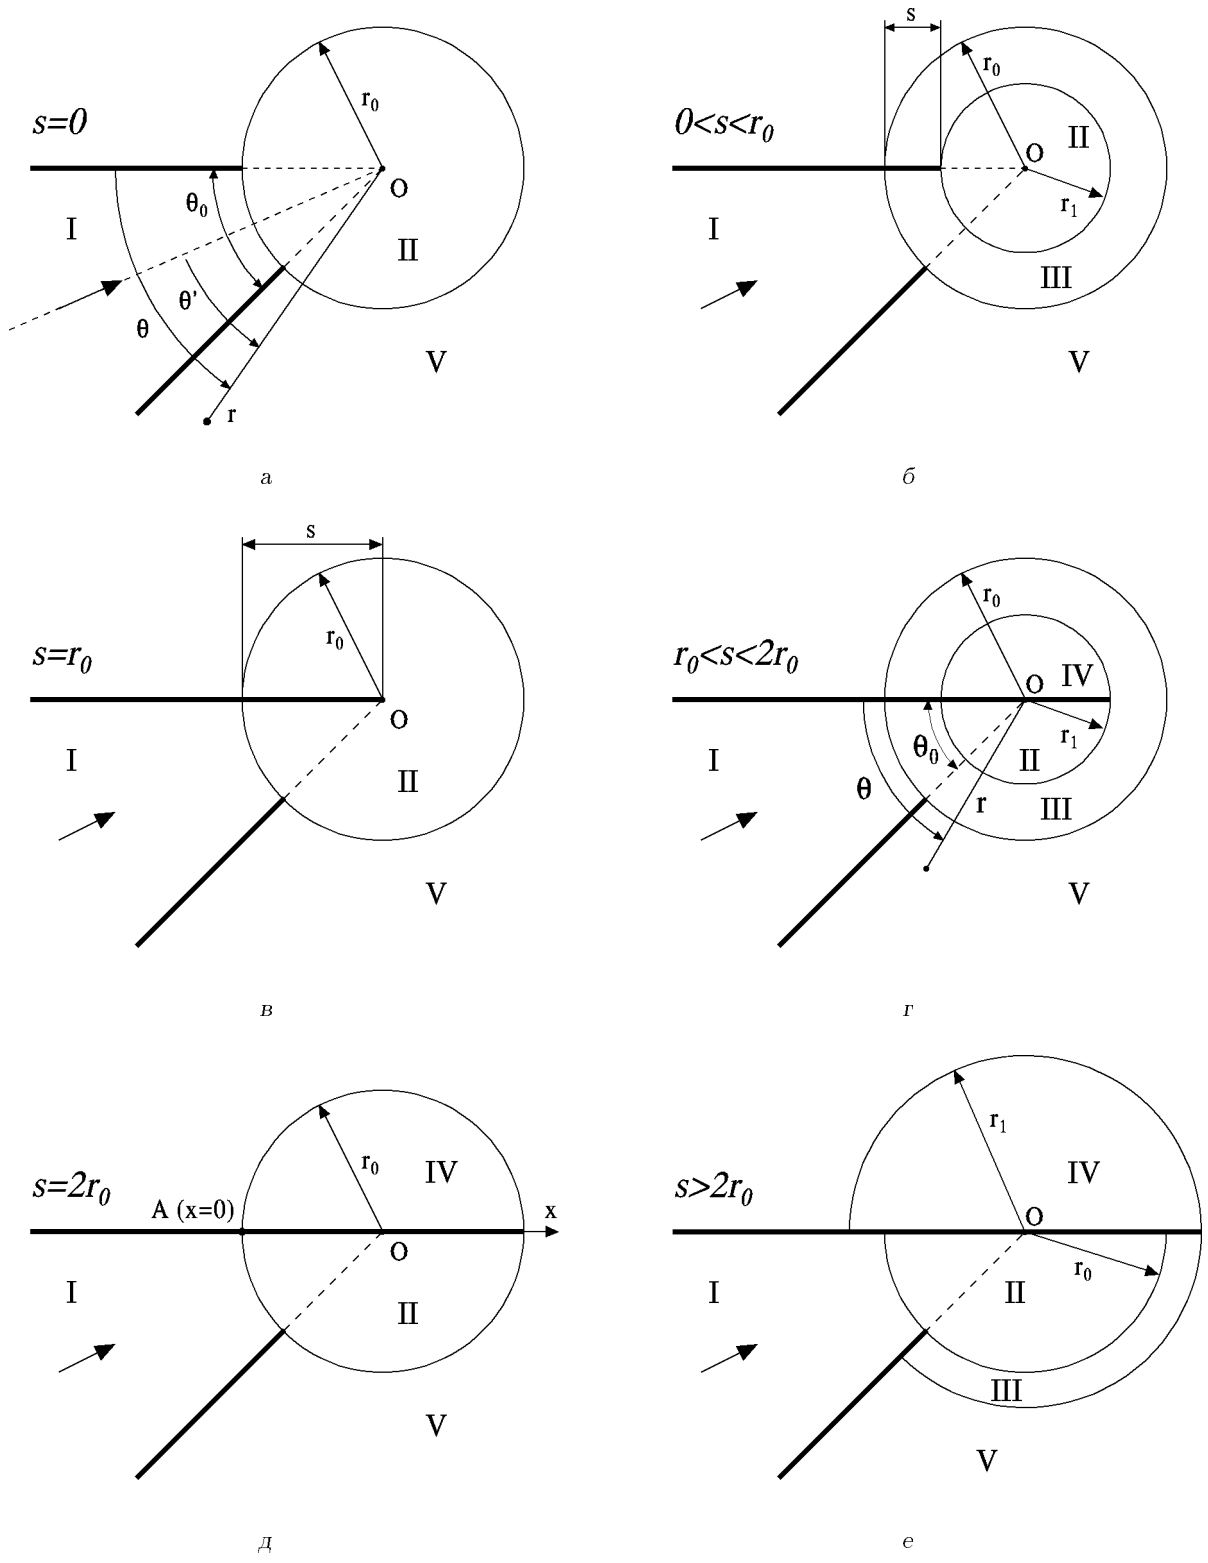 s=0
r₀
O
θ₀
I
II
θ'
θ
V
r
а
s
0<s<r₀
r₀
II
O
r₁
I
III
V
б
s
s=r₀
r₀
O
I
II
V
в
r₀<s<2r₀
r₀
O
IV
r₁
I
θ₀
II
θ
r
III
V
г
s=2r₀
r₀
IV
A (x=0)
x
O
I
II
V
д
s>2r₀
r₁
IV
O
r₀
I
II
III
V
е